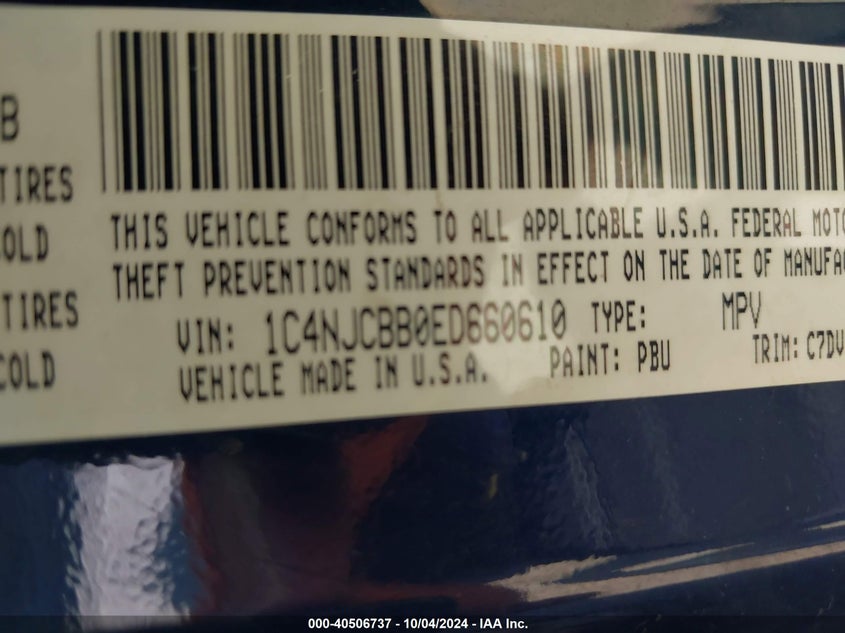 B
TIRES
COLD
TIRES
COLD
THIS VEHICLE CONFORMS TO ALL APPLICABLE U.S.A. FEDERAL MOTO
THEFT PREVENTION STANDARDS IN EFFECT ON THE DATE OF MANUFA
VIN: 1C4NJCBB0ED660610 TYPE: MPV
VEHICLE MADE IN U.S.A. PAINT: PBU TRIM: C7DV
000-40506737 - 10/04/2024 - IAA Inc.